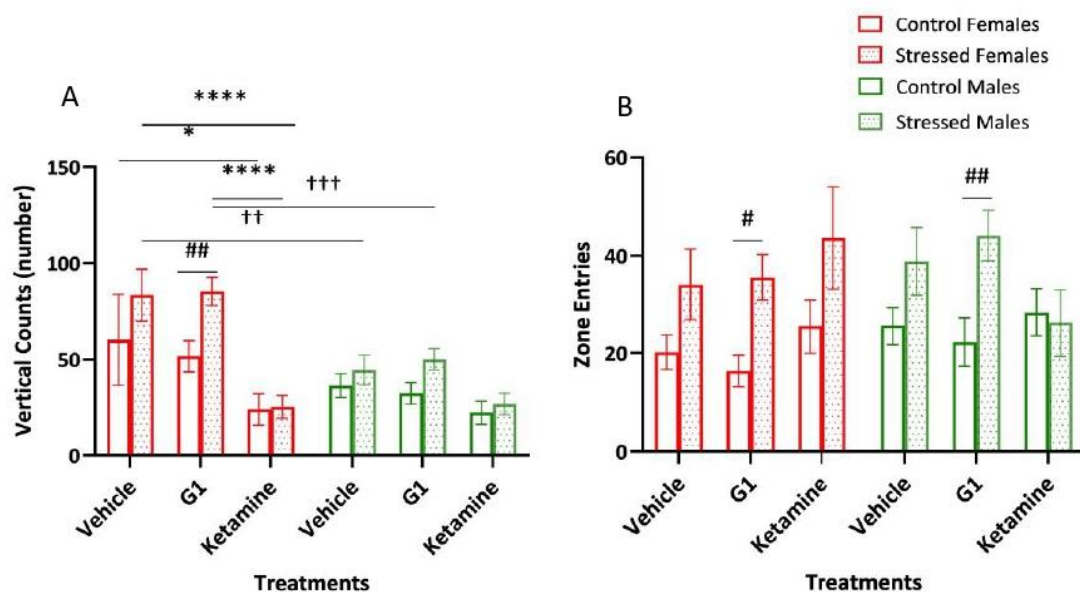 Control Females
Stressed Females
Control Males
Stressed Males
A
****
*
****
†††
††
##
Vertical Counts (number)
150
100
50
0
Vehicle
G1
Ketamine
Vehicle
G1
Ketamine
Treatments
B
#
##
Zone Entries
60
40
20
0
Vehicle
G1
Ketamine
Vehicle
G1
Ketamine
Treatments